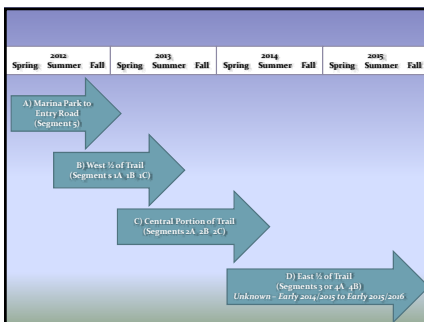 2012 2013 2014 2015
Spring Summer Fall Spring Summer Fall Spring Summer Fall Spring Summer Fall
A) Marina Park to
Entry Road
(Segment 5)
B) West ½ of Trail
(Segment s 1A 1B 1C)
C) Central Portion of Trail
(Segments 2A 2B 2C)
D) East ½ of Trail
(Segments 3 or 4A 4B)
Unknown – Early 2014/2015 to Early 2015/2016